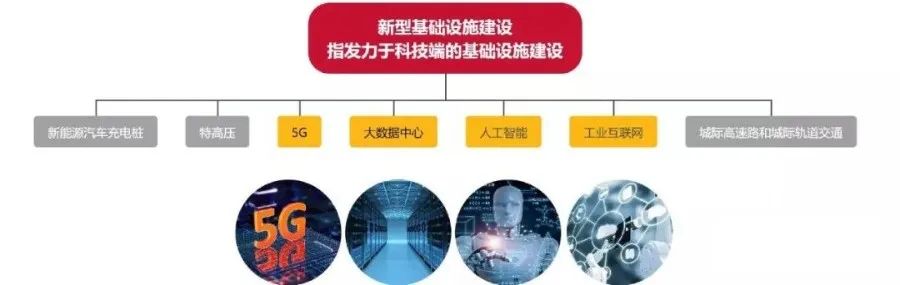 新型基础设施建设
指发力于科技端的基础设施建设
新能源汽车充电桩
特高压
5G
大数据中心
人工智能
工业互联网
城际高速路和城际轨道交通
5G